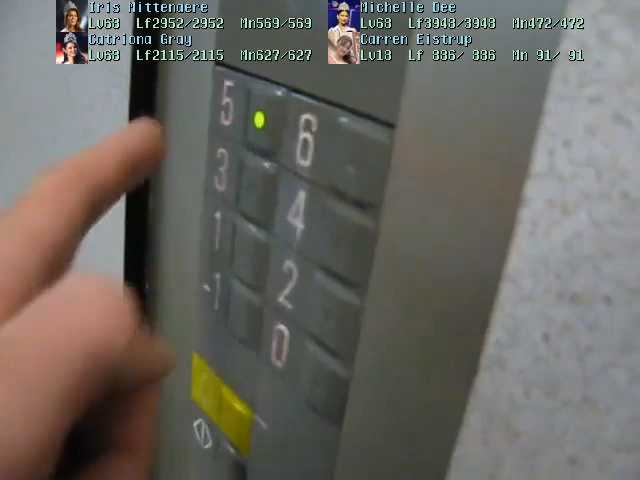 Iris Mittenaere
Lv68 Lf2952/2952 Mn569/569
Michelle Dee
Lv68 Lf3948/3948 Mn472/472
Catriona Gray
Lv68 Lf2115/2115 Mn627/627
Carren Eistrup
Lv18 Lf 886/ 886 Mn 91/ 91
5 6
3 4
1 2
-1 0